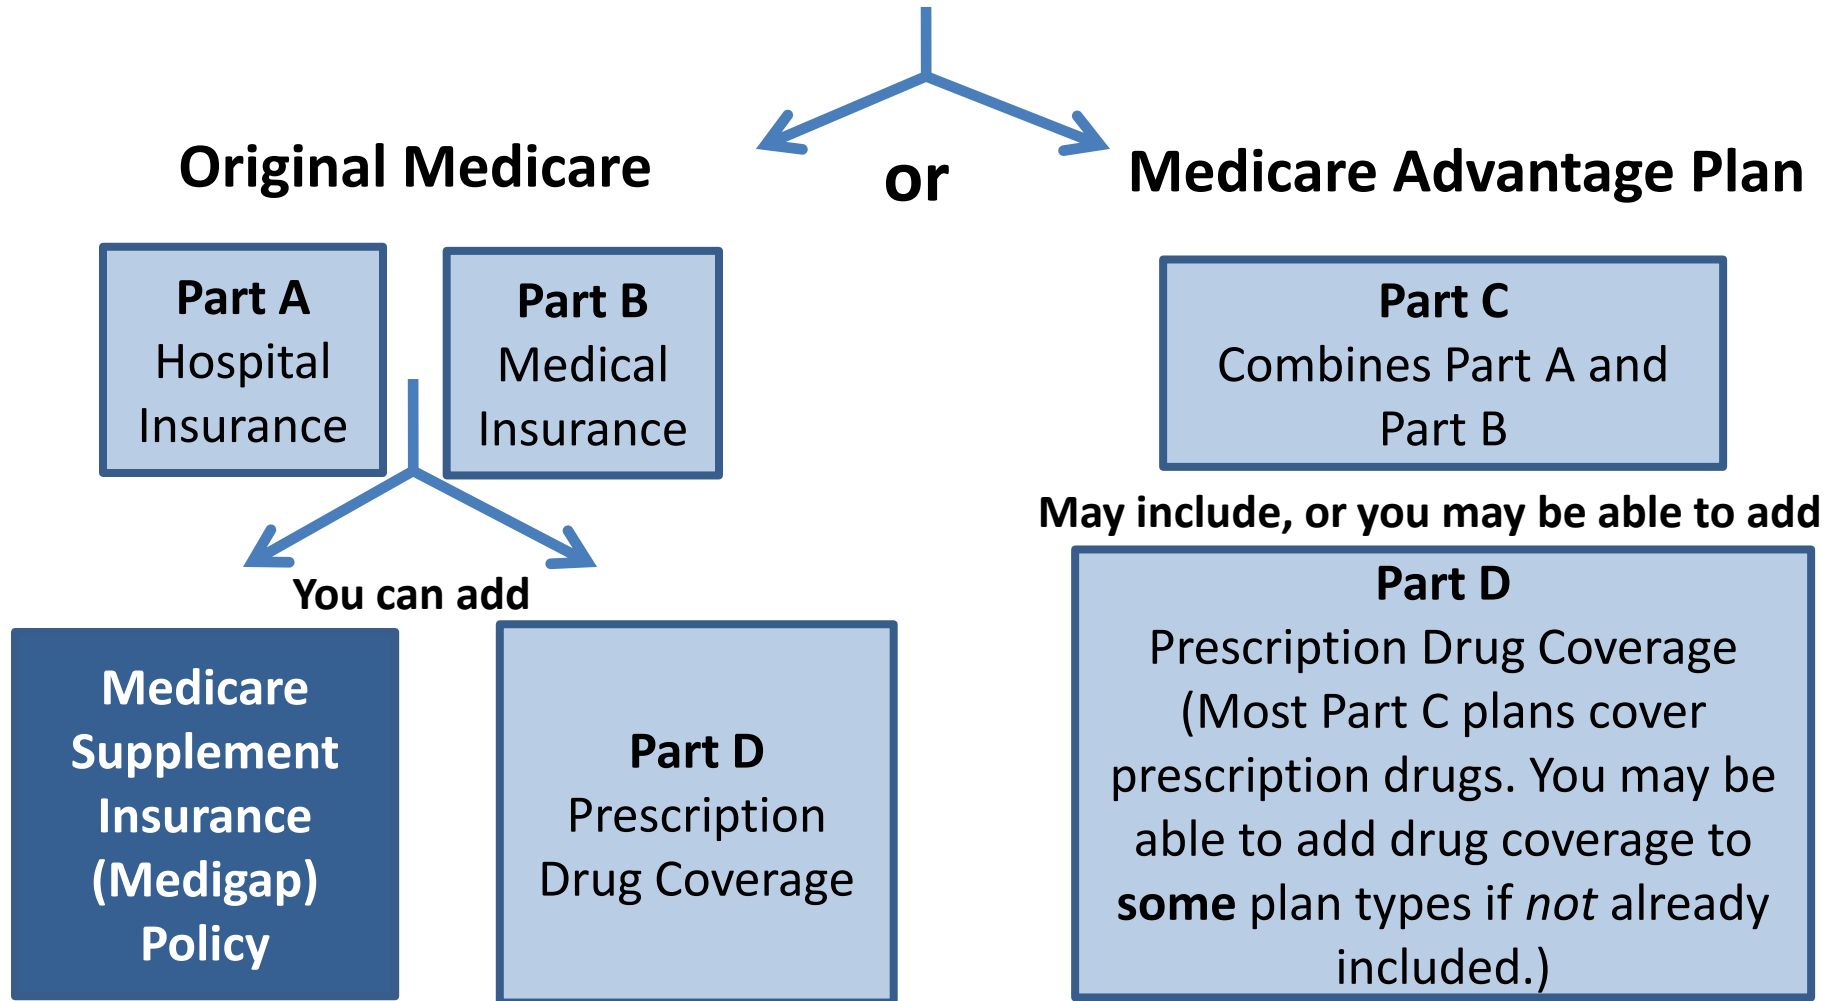 Original Medicare
or
Medicare Advantage Plan
Part A
Hospital
Insurance
Part B
Medical
Insurance
You can add
Medicare
Supplement
Insurance
(Medigap)
Policy
Part D
Prescription
Drug Coverage
Part C
Combines Part A and
Part B
May include, or you may be able to add
Part D
Prescription Drug Coverage
(Most Part C plans cover
prescription drugs. You may be
able to add drug coverage to
some plan types if not already
included.)